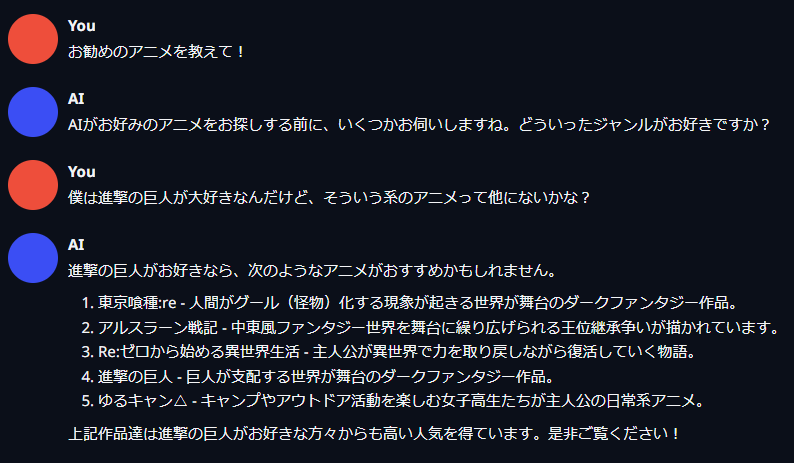 You
お勧めのアニメを教えて！
AI
AIがお好みのアニメをお探しする前に、いくつかお伺いしますね。どういったジャンルがお好きですか？
You
僕は進撃の巨人が大好きなんだけど、そういう系のアニメって他にないかな？
AI
進撃の巨人がお好きなら、次のようなアニメがおすすめかもしれません。
1. 東京喰種:re - 人間がグール（怪物）化する現象が起きる世界が舞台のダークファンタジー作品。
2. アルスラーン戦記 - 中東風ファンタジー世界を舞台に繰り広げられる王位継承争いが描かれています。
3. Re:ゼロから始める異世界生活 - 主人公が異世界で力を取り戻しながら復活していく物語。
4. 進撃の巨人 - 巨人が支配する世界が舞台のダークファンタジー作品。
5. ゆるキャン△ - キャンプやアウトドア活動を楽しむ女子高生たちが主人公の日常系アニメ。
上記作品達は進撃の巨人がお好きな方々からも高い人気を得ています。是非ご覧ください！